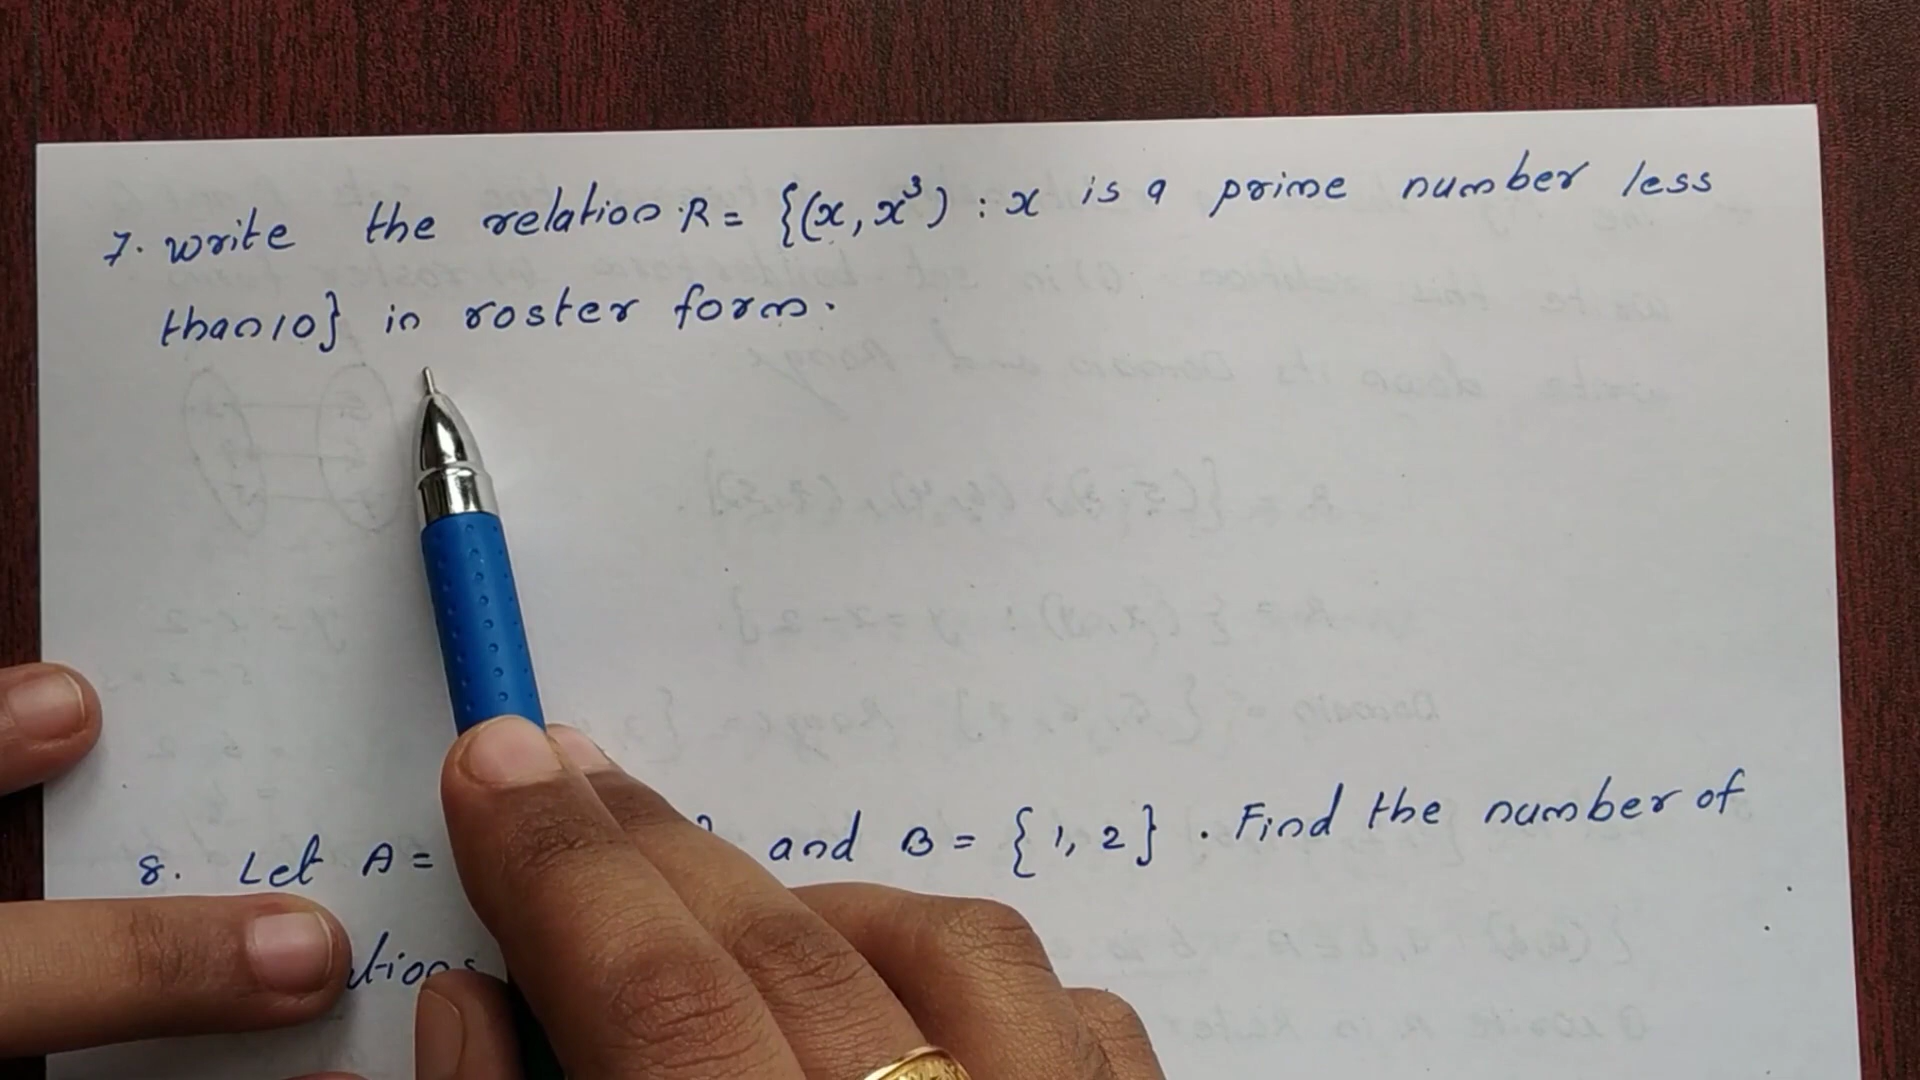 7. Write the relation R = {(x, x³) : x is a prime number less
than 10} in roster form.
8. Let A = and B = {1, 2}. Find the number of